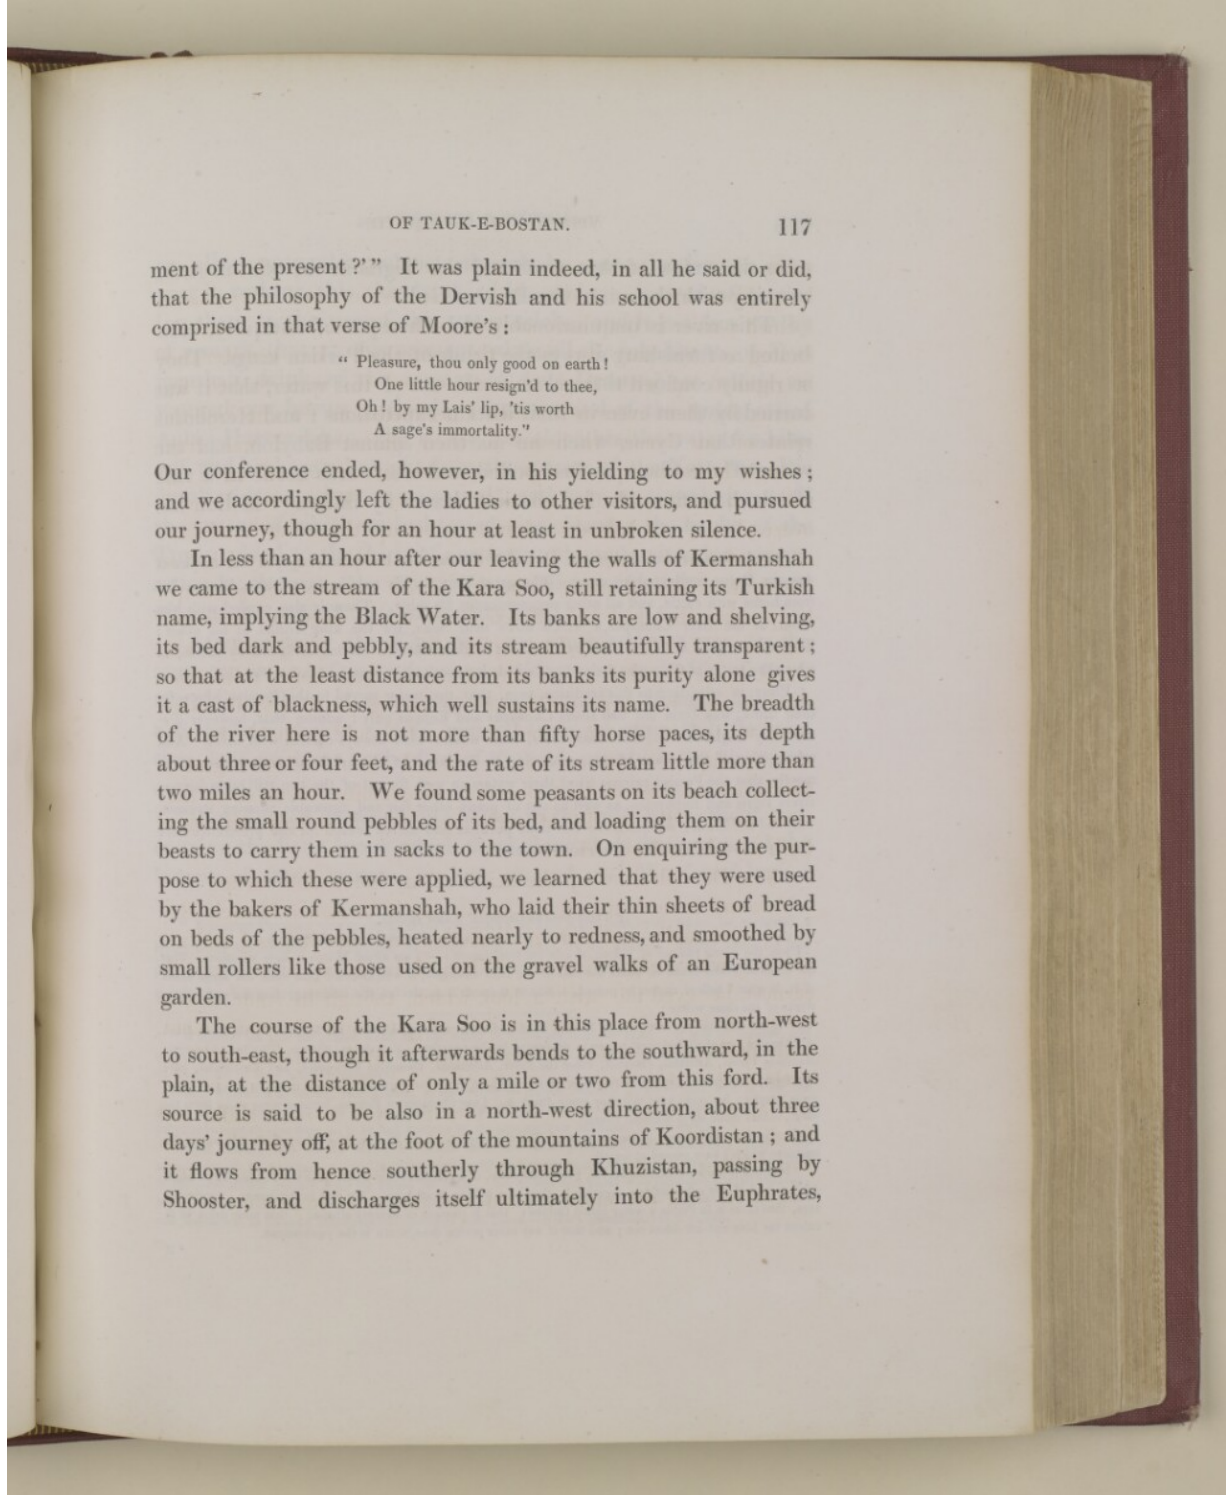 OF TAUK-E-BOSTAN. 117
ment of the present ?' " It was plain indeed, in all he said or did,
that the philosophy of the Dervish and his school was entirely
comprised in that verse of Moore's :
" Pleasure, thou only good on earth !
One little hour resign'd to thee,
Oh ! by my Lais' lip, 'tis worth
A sage's immortality."
Our conference ended, however, in his yielding to my wishes ;
and we accordingly left the ladies to other visitors, and pursued
our journey, though for an hour at least in unbroken silence.
In less than an hour after our leaving the walls of Kermanshah
we came to the stream of the Kara Soo, still retaining its Turkish
name, implying the Black Water. Its banks are low and shelving,
its bed dark and pebbly, and its stream beautifully transparent ;
so that at the least distance from its banks its purity alone gives
it a cast of blackness, which well sustains its name. The breadth
of the river here is not more than fifty horse paces, its depth
about three or four feet, and the rate of its stream little more than
two miles an hour. We found some peasants on its beach collect-
ing the small round pebbles of its bed, and loading them on their
beasts to carry them in sacks to the town. On enquiring the pur-
pose to which these were applied, we learned that they were used
by the bakers of Kermanshah, who laid their thin sheets of bread
on beds of the pebbles, heated nearly to redness, and smoothed by
small rollers like those used on the gravel walks of an European
garden.
The course of the Kara Soo is in this place from north-west
to south-east, though it afterwards bends to the southward, in the
plain, at the distance of only a mile or two from this ford. Its
source is said to be also in a north-west direction, about three
days' journey off, at the foot of the mountains of Koordistan ; and
it flows from hence southerly through Khuzistan, passing by
Shooster, and discharges itself ultimately into the Euphrates,